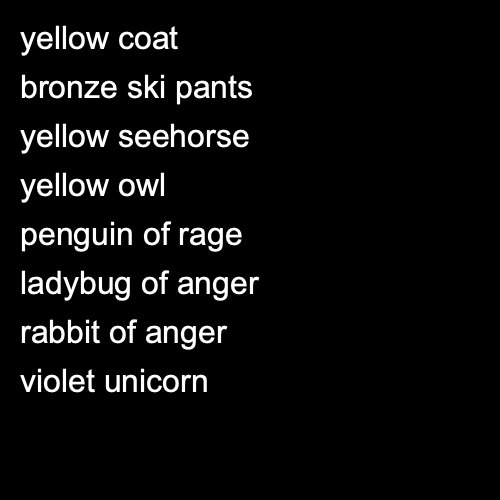 yellow coat
bronze ski pants
yellow seehorse
yellow owl
penguin of rage
ladybug of anger
rabbit of anger
violet unicorn